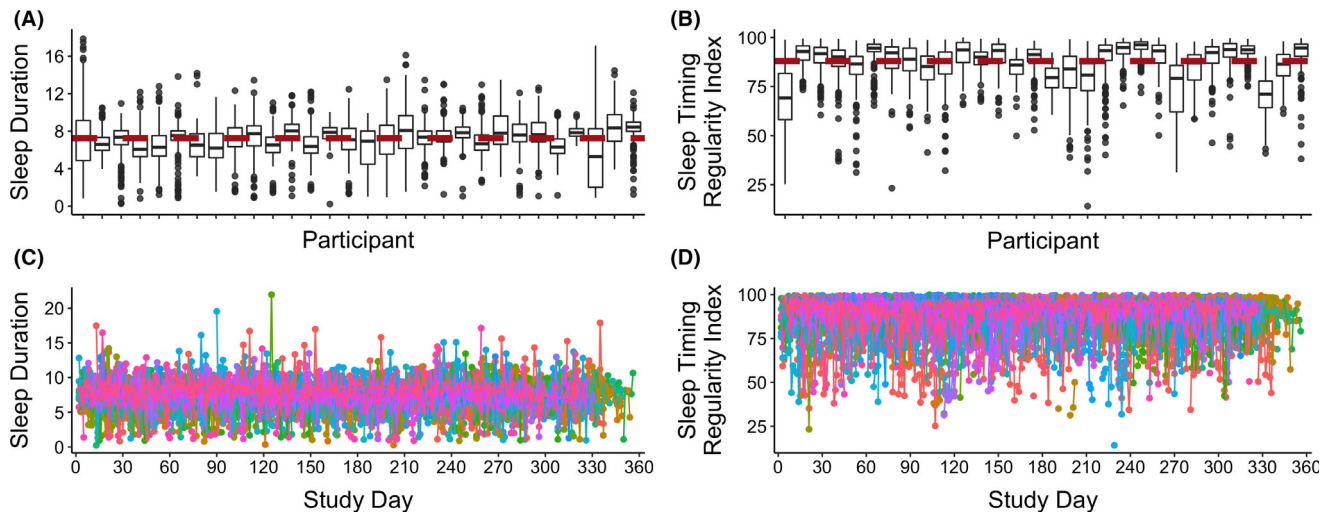 (A)
Sleep Duration
16
12
8
4
0
Participant
(B)
Sleep Timing
Regularity Index
100
75
50
25
Participant
(C)
Sleep Duration
20
15
10
5
0
0 30 60 90 120 150 180 210 240 270 300 330 360
Study Day
(D)
Sleep Timing
Regularity Index
100
75
50
25
0 30 60 90 120 150 180 210 240 270 300 330 360
Study Day